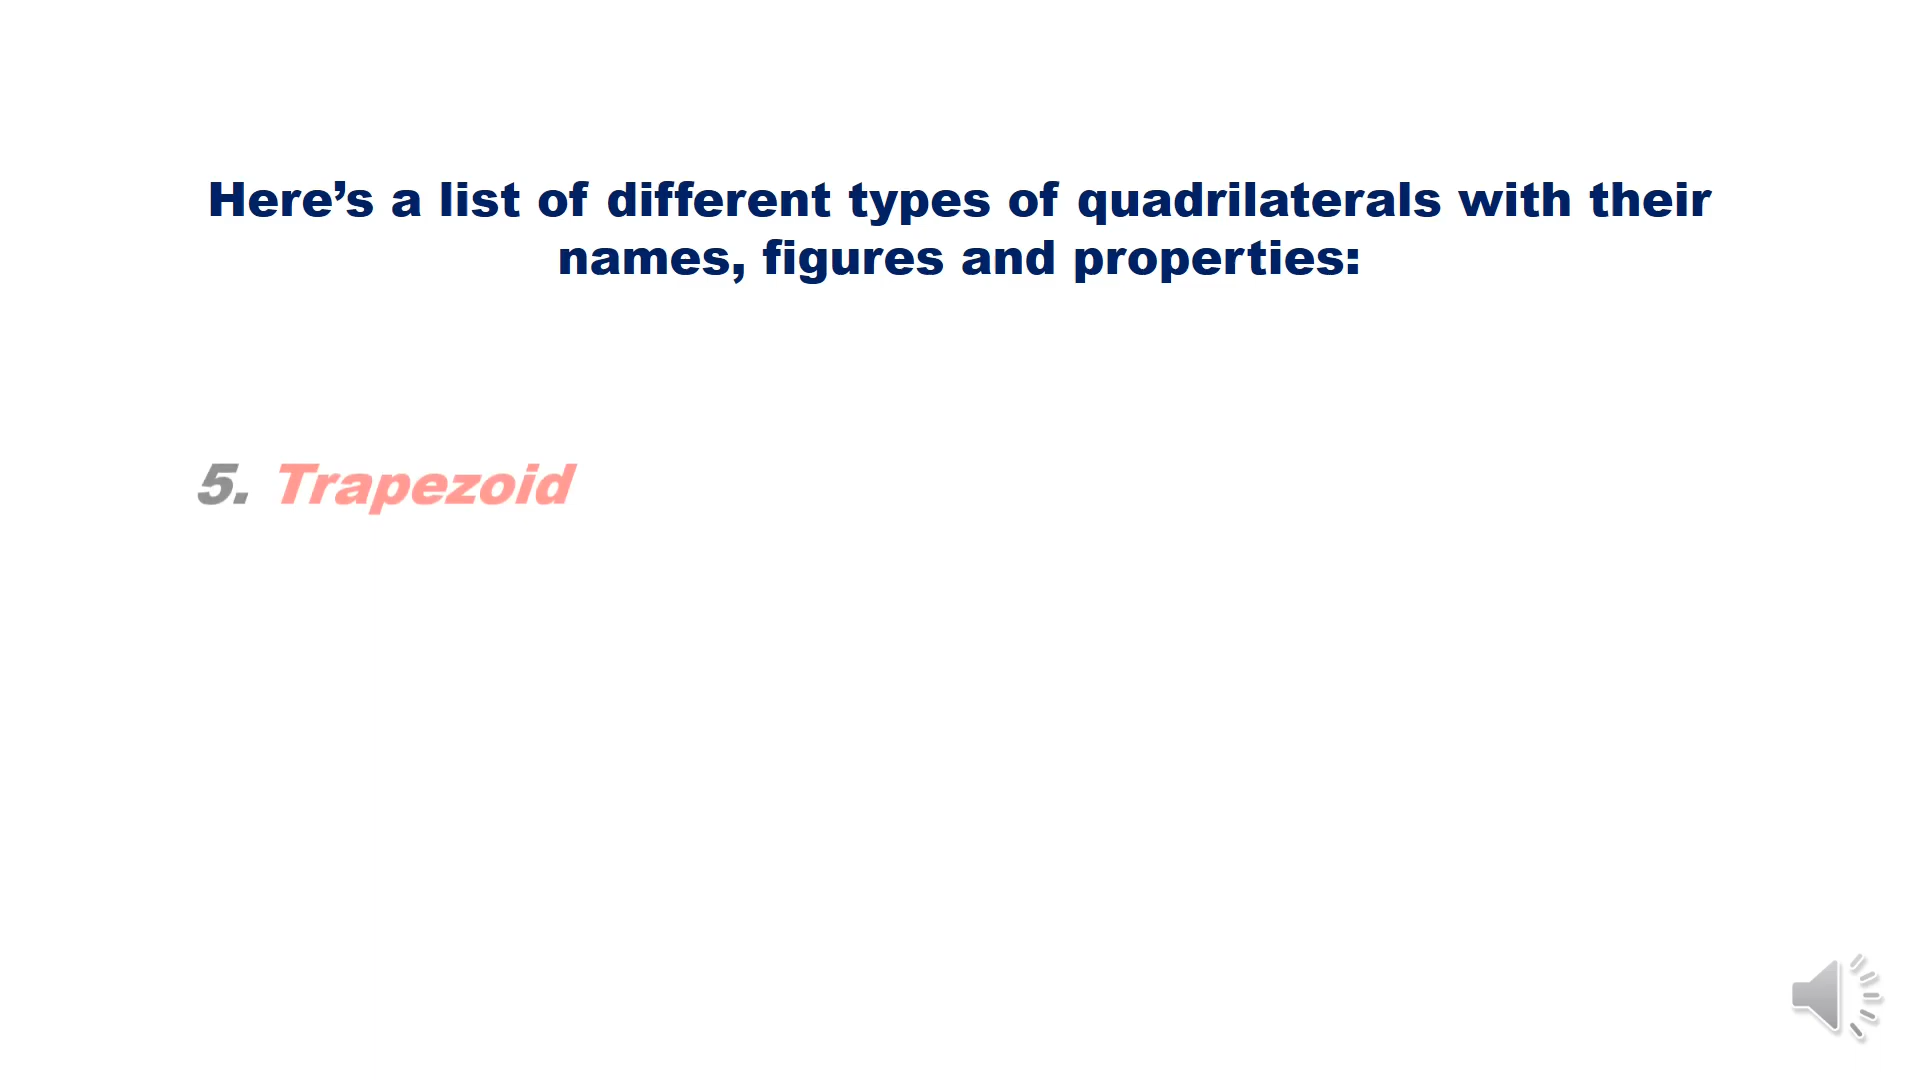 Here’s a list of different types of quadrilaterals with their
names, figures and properties:
5. Trapezoid